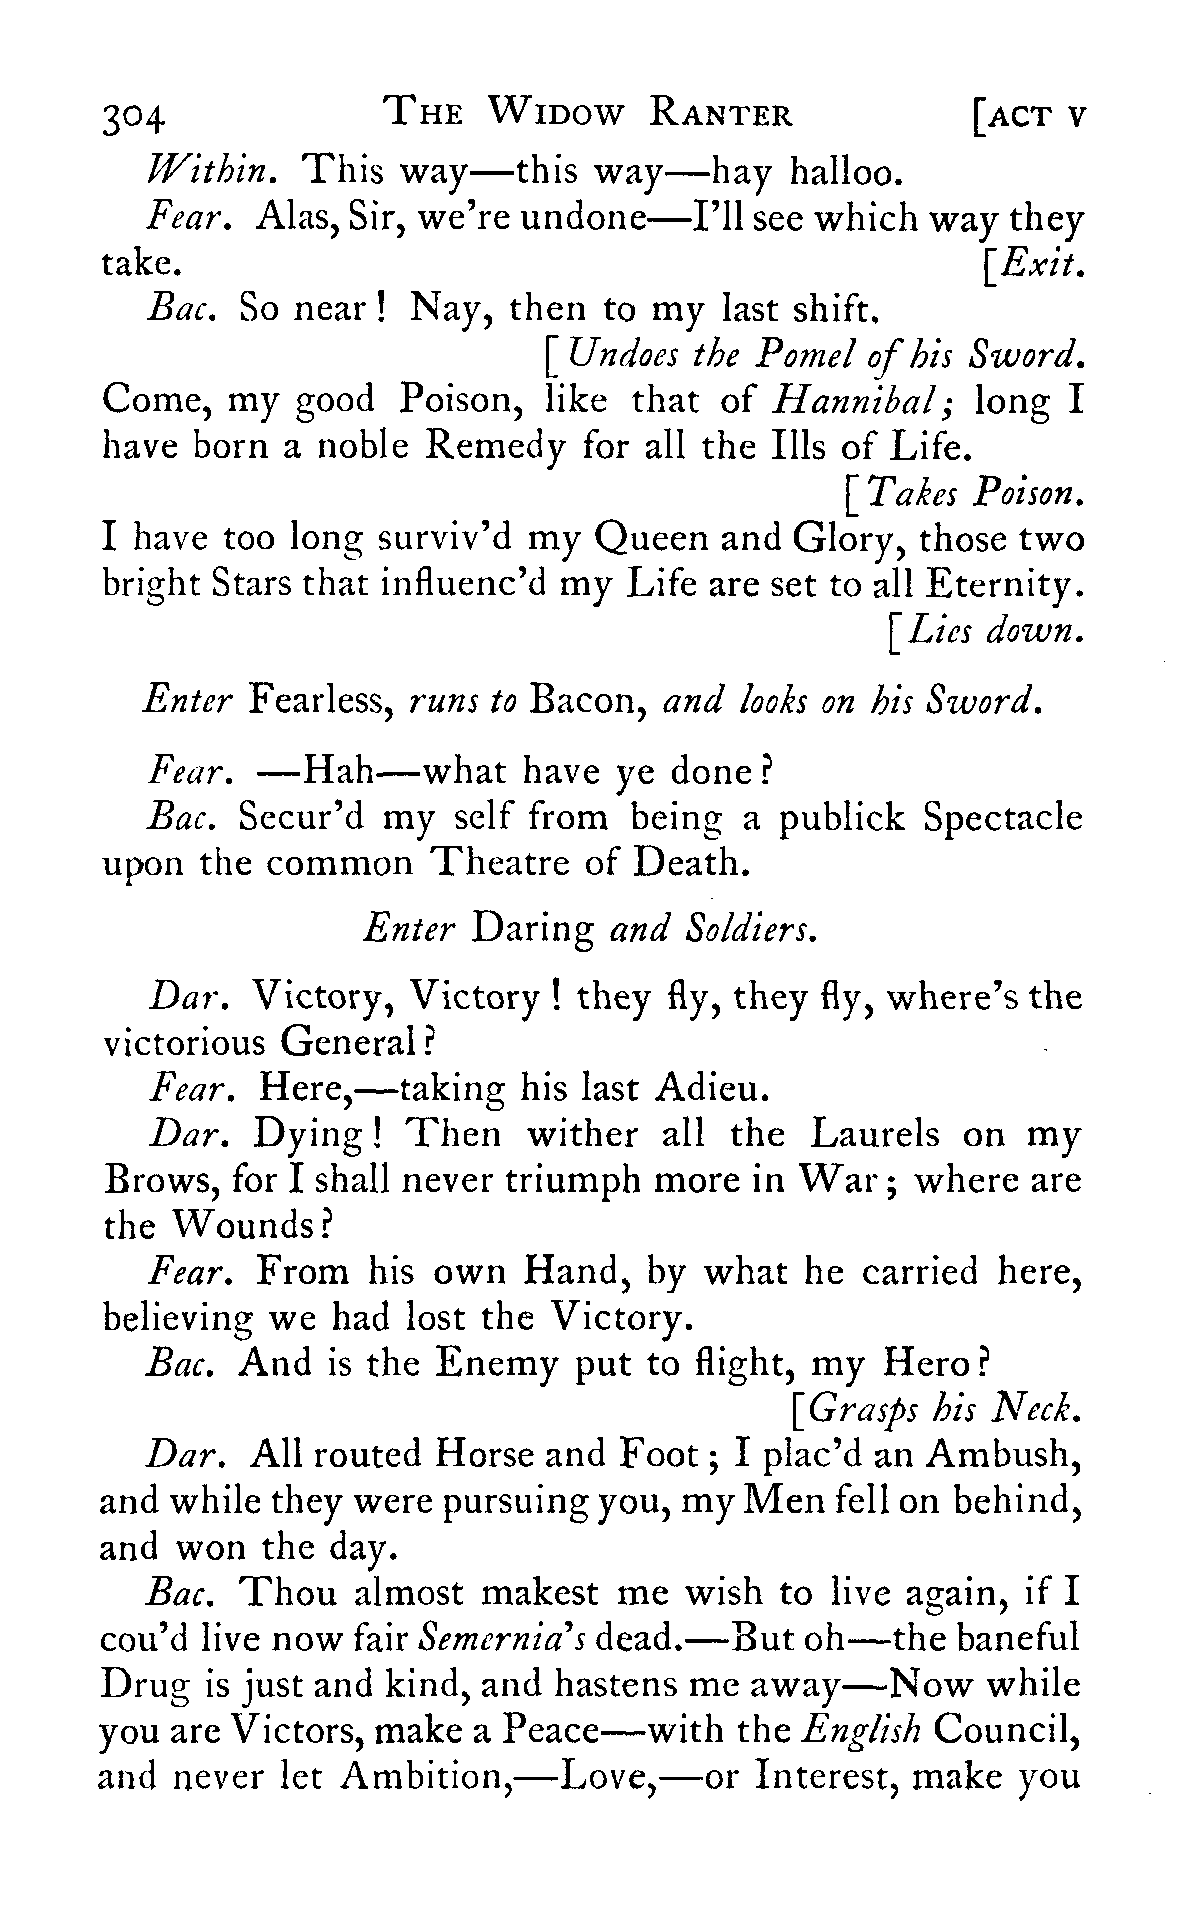 304 THE WIDOW RANTER [ACT V
Within. This way—this way—hay halloo.
Fear. Alas, Sir, we're undone—I'll see which way they
take. [Exit.
Bac. So near! Nay, then to my last shift.
[Undoes the Pomel of his Sword.
Come, my good Poison, like that of Hannibal; long I
have born a noble Remedy for all the Ills of Life.
[Takes Poison.
I have too long surviv'd my Queen and Glory, those two
bright Stars that influenc'd my Life are set to all Eternity.
[Lies down.
Enter Fearless, runs to Bacon, and looks on his Sword.
Fear. —Hah—what have ye done?
Bac. Secur'd my self from being a publick Spectacle
upon the common Theatre of Death.
Enter Daring and Soldiers.
Dar. Victory, Victory! they fly, they fly, where's the
victorious General?
Fear. Here,—taking his last Adieu.
Dar. Dying! Then wither all the Laurels on my
Brows, for I shall never triumph more in War; where are
the Wounds?
Fear. From his own Hand, by what he carried here,
believing we had lost the Victory.
Bac. And is the Enemy put to flight, my Hero?
[Grasps his Neck.
Dar. All routed Horse and Foot; I plac'd an Ambush,
and while they were pursuing you, my Men fell on behind,
and won the day.
Bac. Thou almost makest me wish to live again, if I
cou'd live now fair Semernia's dead.—But oh—the baneful
Drug is just and kind, and hastens me away—Now while
you are Victors, make a Peace—with the English Council,
and never let Ambition,—Love,—or Interest, make you